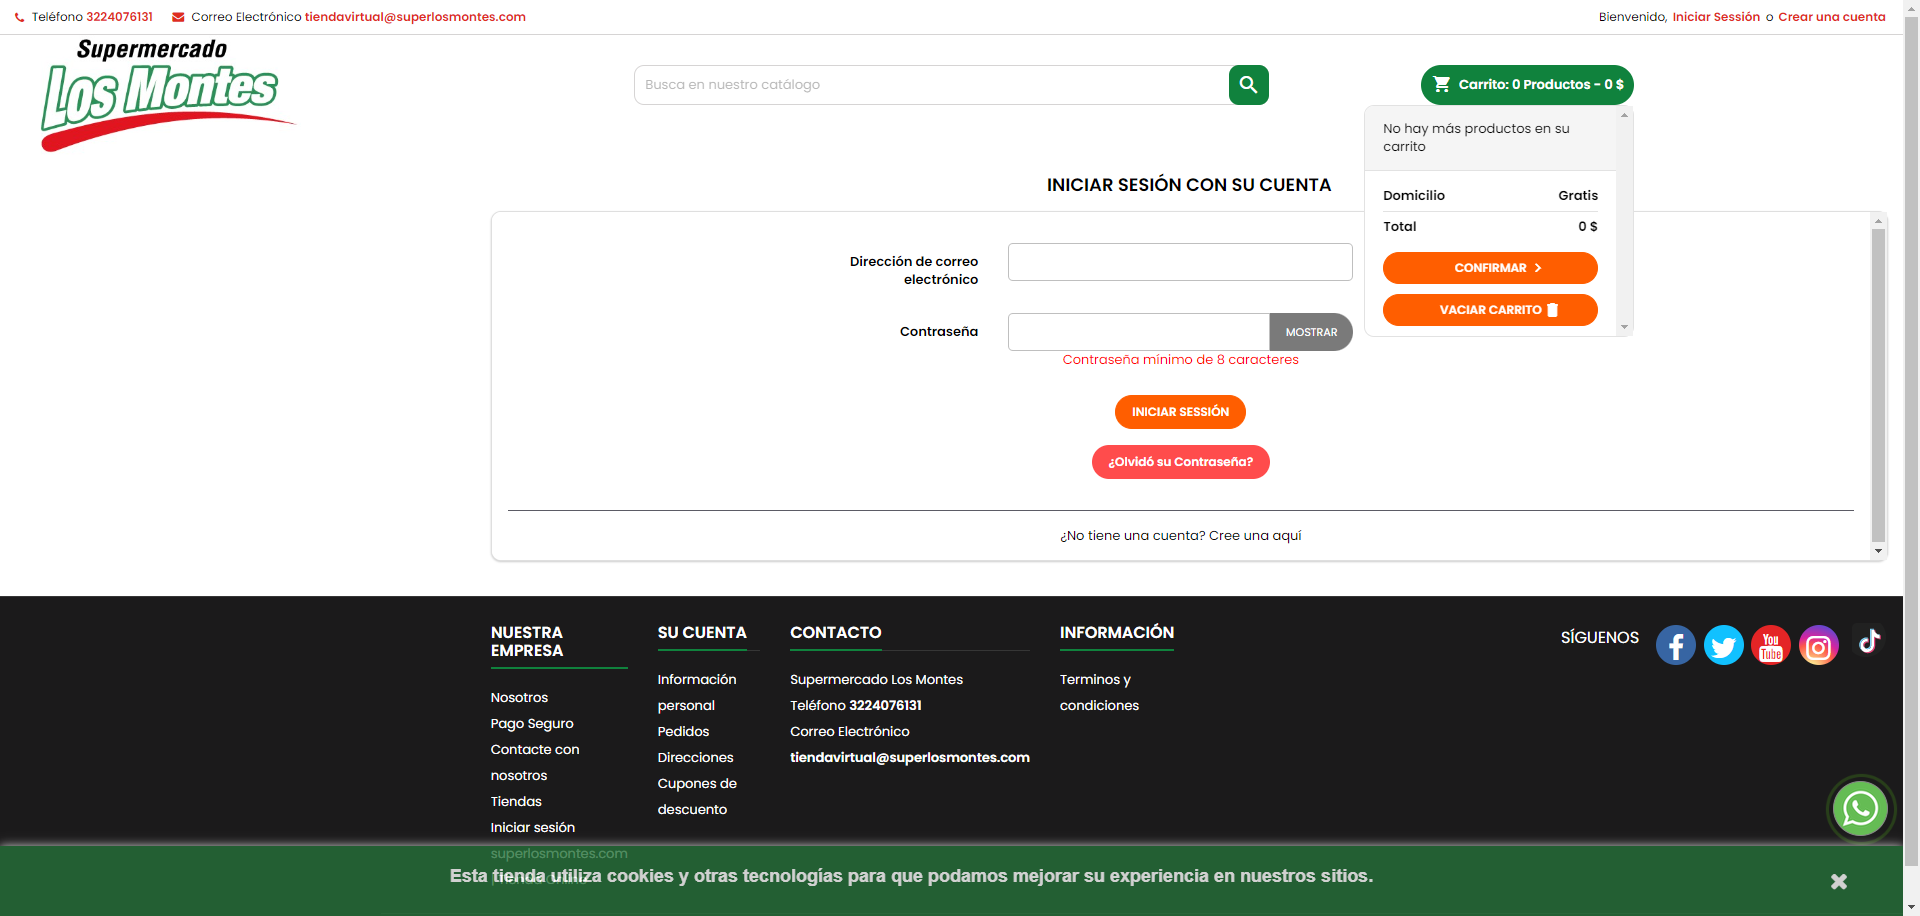 Teléfono 3224076131 Correo Electrónico tiendavirtual@superlosmontes.com
Bienvenido, Iniciar Sessión o Crear una cuenta
Supermercado
Los Montes
Busca en nuestro catálogo
Carrito: 0 Productos - 0 $
No hay más productos en su
carrito
Domicilio Gratis
Total 0 $
CONFIRMAR
VACIAR CARRITO
INICIAR SESIÓN CON SU CUENTA
Dirección de correo
electrónico
Contraseña
MOSTRAR
Contraseña mínimo de 8 caracteres
INICIAR SESSIÓN
¿Olvidó su Contraseña?
¿No tiene una cuenta? Cree una aquí
NUESTRA
EMPRESA
Nosotros
Pago Seguro
Contacte con
nosotros
Tiendas
Iniciar sesión
superlosmontes.com
SU CUENTA
Información
personal
Pedidos
Direcciones
Cupones de
descuento
CONTACTO
Supermercado Los Montes
Teléfono 3224076131
Correo Electrónico
tiendavirtual@superlosmontes.com
INFORMACIÓN
Terminos y
condiciones
SÍGUENOS
You
Tube
Esta tienda utiliza cookies y otras tecnologías para que podamos mejorar su experiencia en nuestros sitios.